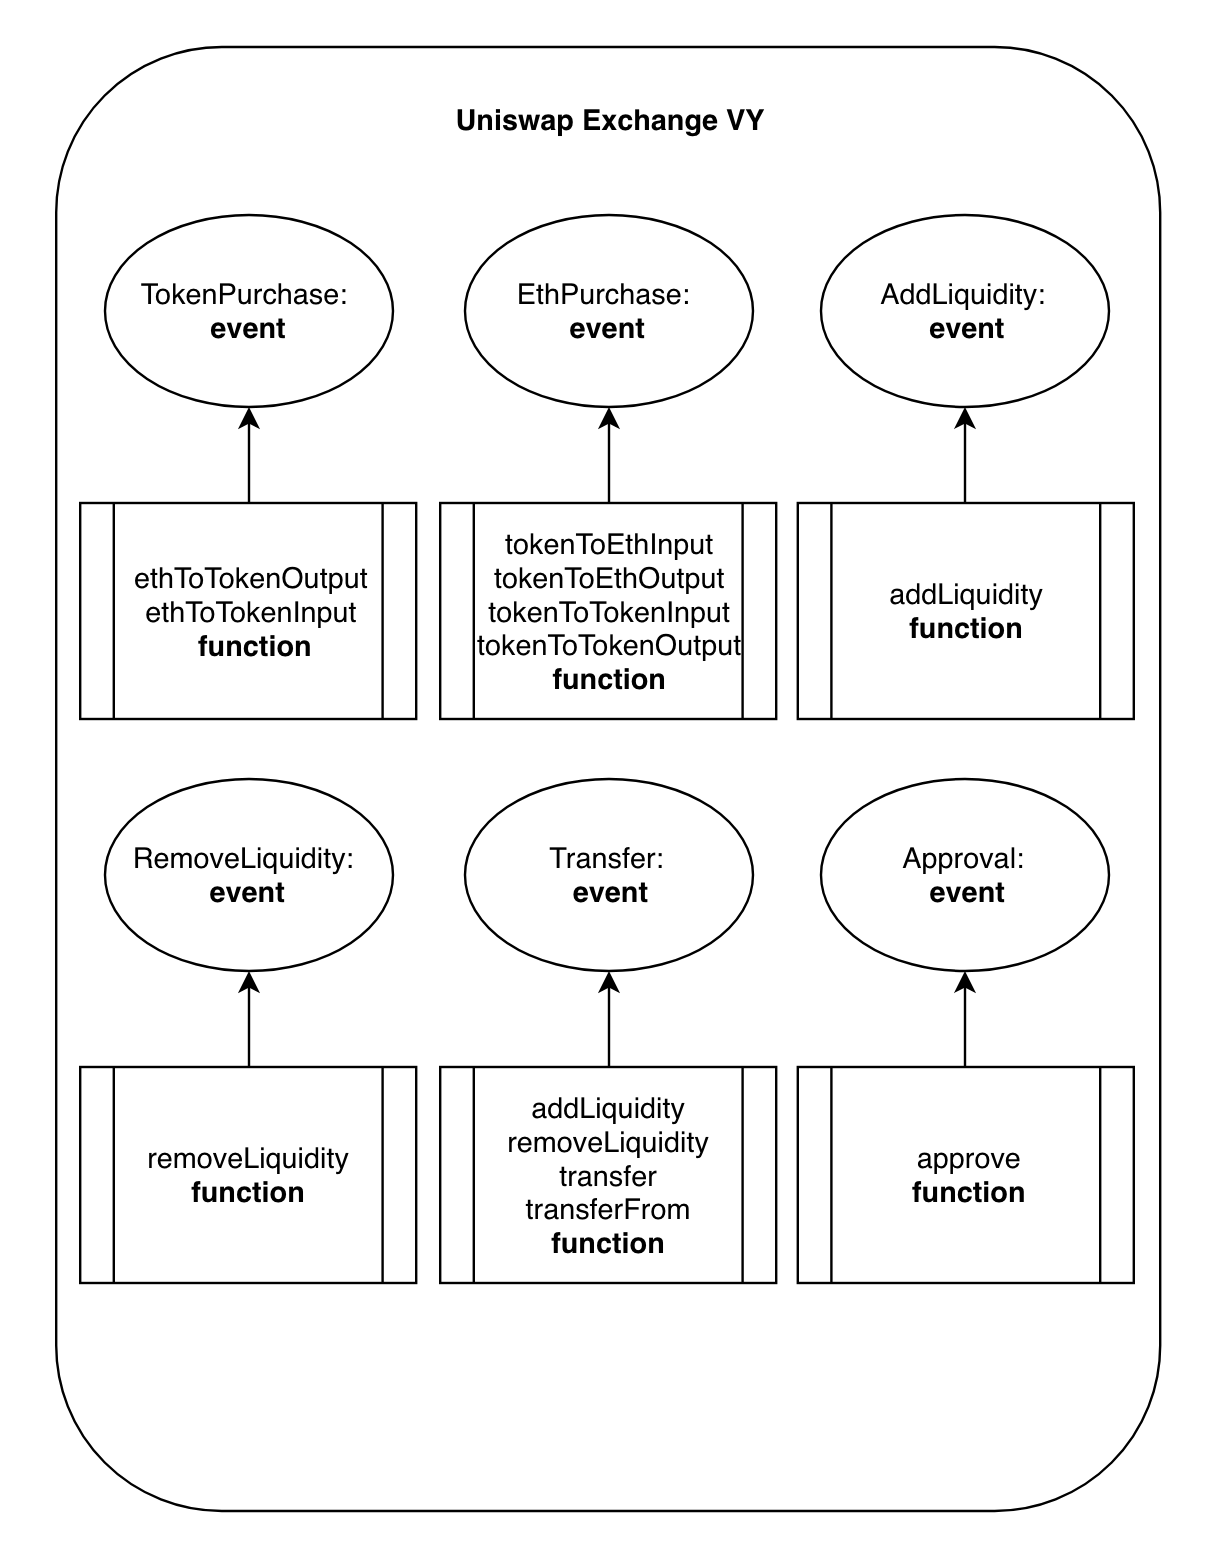 Uniswap Exchange VY
TokenPurchase:
event
EthPurchase:
event
AddLiquidity:
event
ethToTokenOutput
ethToTokenInput
function
tokenToEthInput
tokenToEthOutput
tokenToTokenInput
tokenToTokenOutput
function
addLiquidity
function
RemoveLiquidity:
event
Transfer:
event
Approval:
event
removeLiquidity
function
addLiquidity
removeLiquidity
transfer
transferFrom
function
approve
function